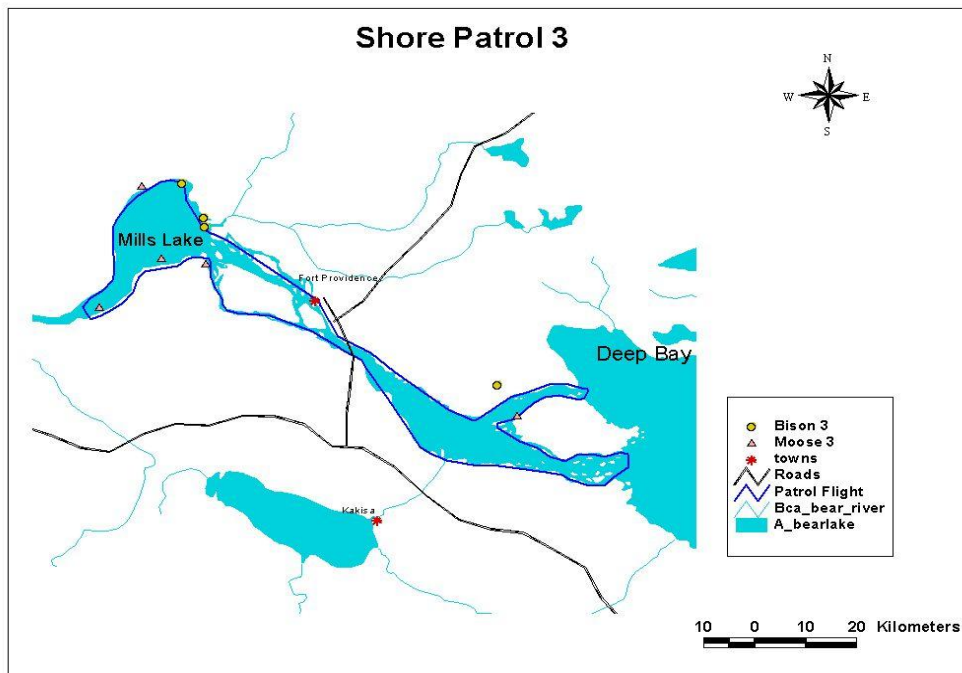 Shore Patrol 3
N
W E
S
Mills Lake
Fort Providence
Deep Bay
Kakisa
Bison 3
Moose 3
towns
Roads
Patrol Flight
Bca_bear_river
A_bearlake
10 0 10 20 Kilometers